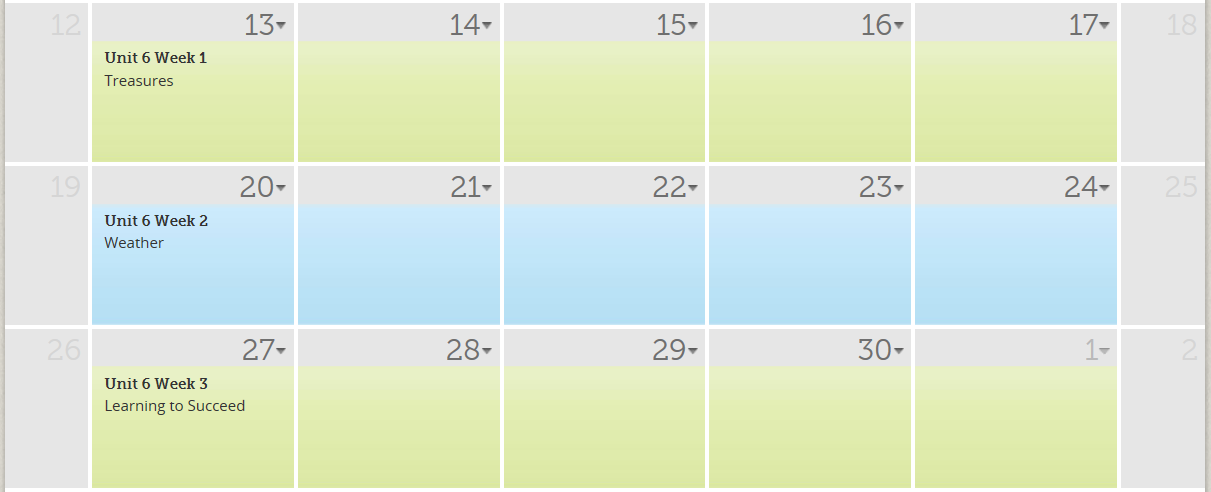 12 13 14 15 16 17 18
Unit 6 Week 1
Treasures
19 20 21 22 23 24 25
Unit 6 Week 2
Weather
26 27 28 29 30 1 2
Unit 6 Week 3
Learning to Succeed